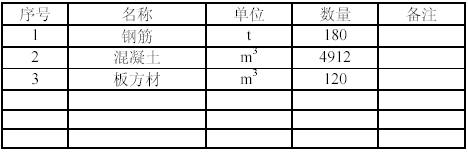 序号 名称 单位 数量 备注
1 钢筋 t 180
2 混凝土 m³ 4912
3 板方材 m³ 120